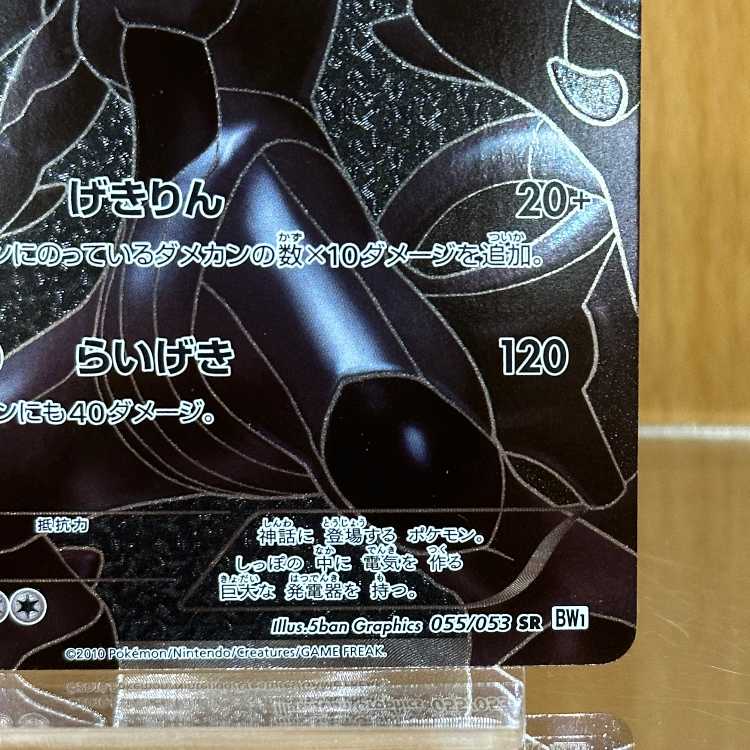 げきりん 20+
ンにのっているダメカンの数×10ダメージを追加。
らいげき 120
ンにも40ダメージ。
抵抗力
神話に 登場する ポケモン。
しっぽの 中に 電気を 作る
巨大な 発電器を 持つ。
Illus.5ban Graphics 055/053 SR BW1
©2010 Pokémon/Nintendo/Creatures/GAME FREAK.